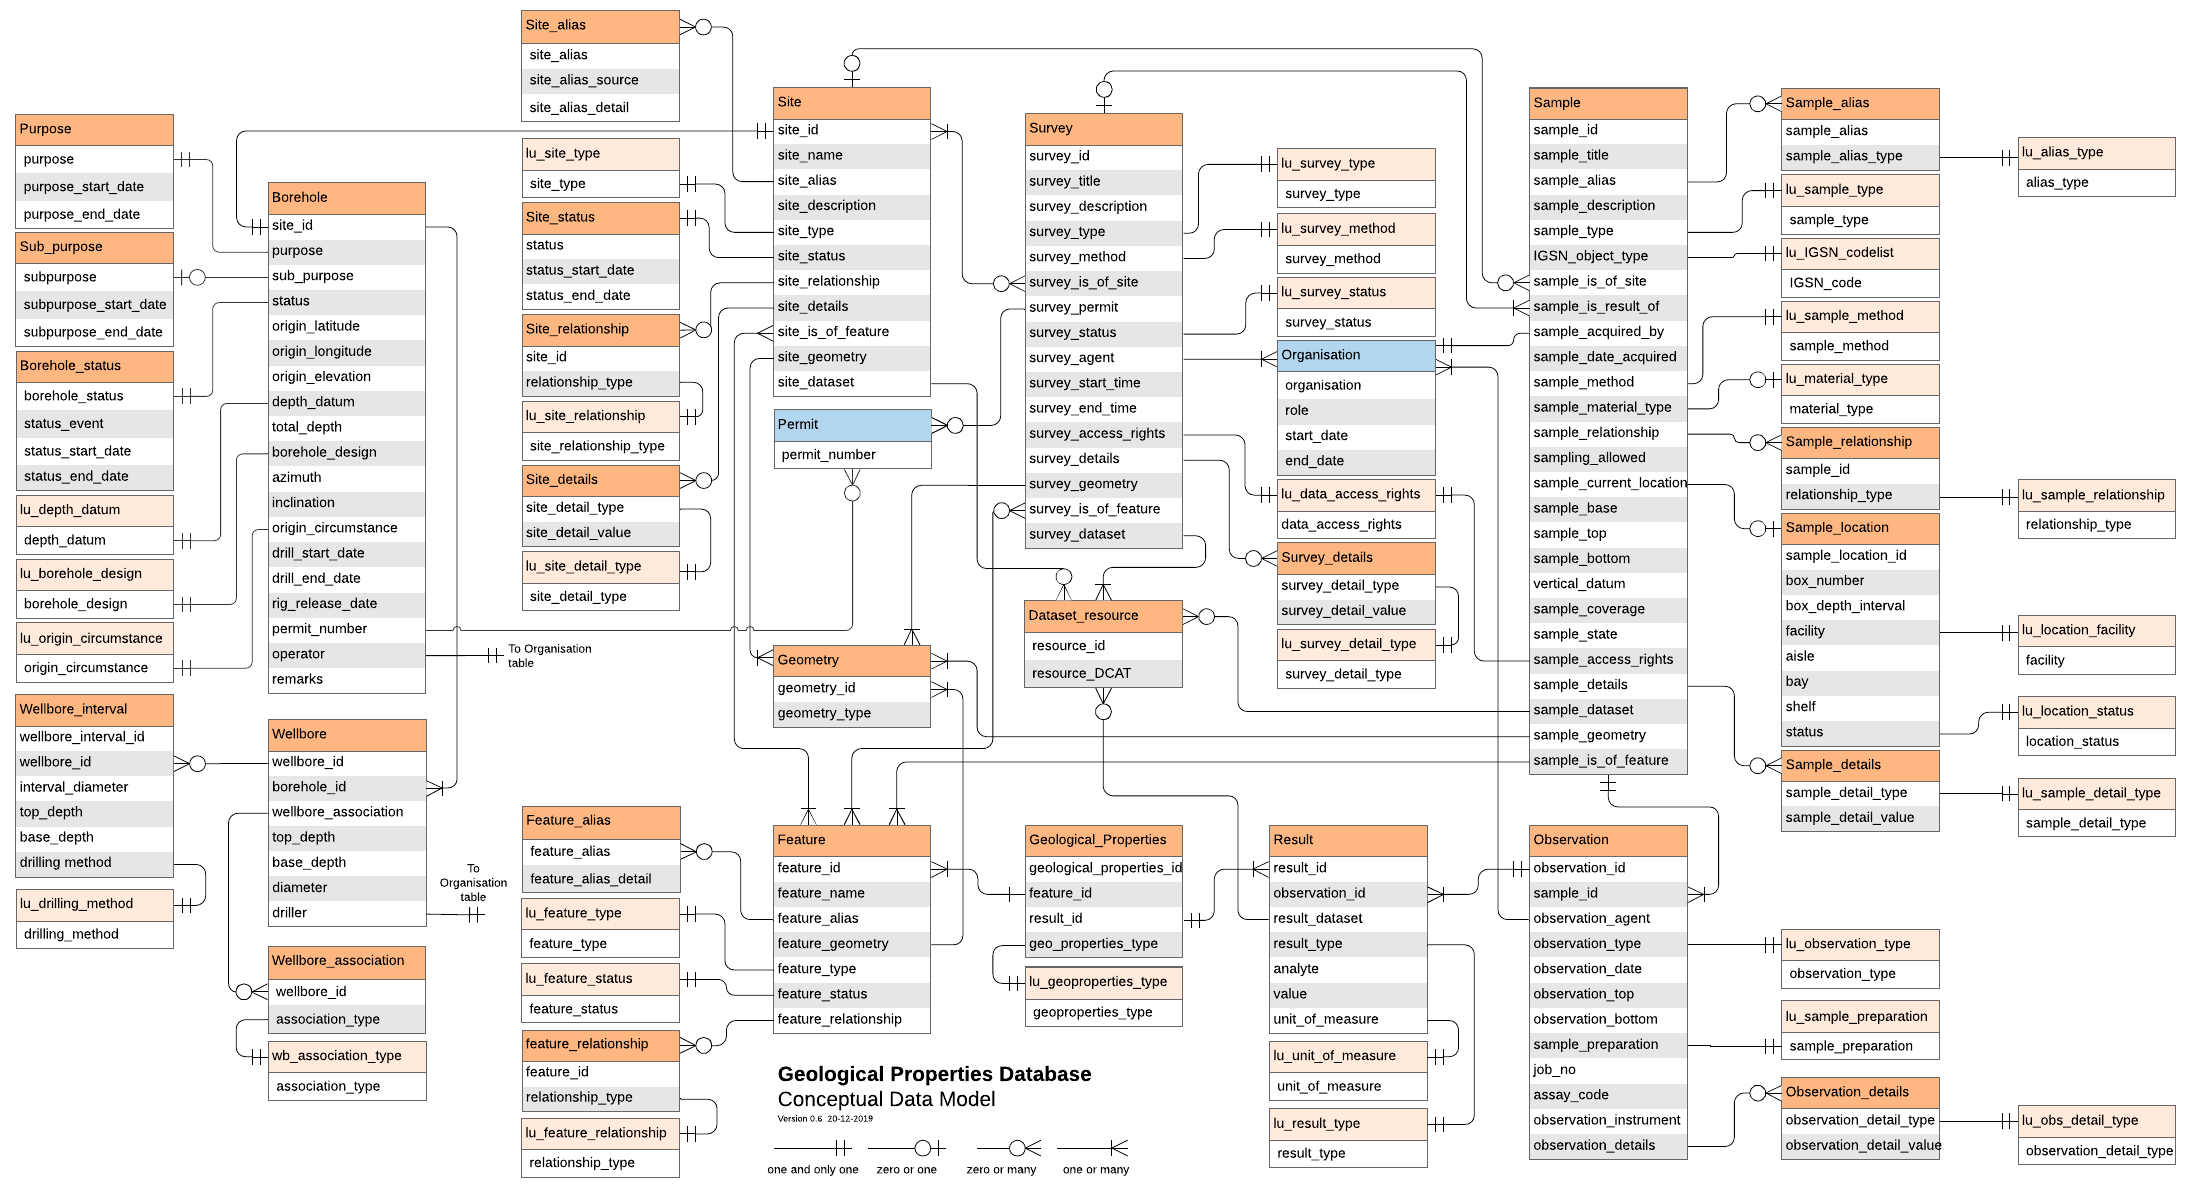 Site_alias
site_alias
site_alias_source
site_alias_detail
Purpose
purpose
purpose_start_date
purpose_end_date
Sub_purpose
subpurpose
subpurpose_start_date
subpurpose_end_date
Borehole_status
borehole_status
status_event
status_start_date
status_end_date
lu_depth_datum
depth_datum
lu_borehole_design
borehole_design
lu_origin_circumstance
origin_circumstance
Wellbore_interval
wellbore_interval_id
wellbore_id
interval_diameter
top_depth
base_depth
drilling method
lu_drilling_method
drilling_method
Borehole
site_id
purpose
sub_purpose
status
origin_latitude
origin_longitude
origin_elevation
depth_datum
total_depth
borehole_design
azimuth
inclination
origin_circumstance
drill_start_date
drill_end_date
rig_release_date
permit_number
operator
remarks
To Organisation
table
Wellbore
wellbore_id
borehole_id
wellbore_association
top_depth
base_depth
diameter
driller
To
Organisation
table
Wellbore_association
wellbore_id
association_type
wb_association_type
association_type
lu_site_type
site_type
Site_status
status
status_start_date
status_end_date
Site_relationship
site_id
relationship_type
lu_site_relationship
site_relationship_type
Site_details
site_detail_type
site_detail_value
lu_site_detail_type
site_detail_type
Feature_alias
feature_alias
feature_alias_detail
lu_feature_type
feature_type
lu_feature_status
feature_status
feature_relationship
feature_id
relationship_type
lu_feature_relationship
relationship_type
Site
site_id
site_name
site_alias
site_description
site_type
site_status
site_relationship
site_details
site_is_of_feature
site_geometry
site_dataset
Permit
permit_number
Geometry
geometry_id
geometry_type
Feature
feature_id
feature_name
feature_alias
feature_geometry
feature_type
feature_status
feature_relationship
Survey
survey_id
survey_title
survey_description
survey_type
survey_method
survey_is_of_site
survey_permit
survey_status
survey_agent
survey_start_time
survey_end_time
survey_access_rights
survey_details
survey_geometry
survey_is_of_feature
survey_dataset
Dataset_resource
resource_id
resource_DCAT
Geological_Properties
geological_properties_id
feature_id
result_id
geo_properties_type
lu_geoproperties_type
geoproperties_type
lu_survey_type
survey_type
lu_survey_method
survey_method
lu_survey_status
survey_status
Organisation
organisation
role
start_date
end_date
lu_data_access_rights
data_access_rights
Survey_details
survey_detail_type
survey_detail_value
lu_survey_detail_type
survey_detail_type
Result
result_id
observation_id
result_dataset
result_type
analyte
value
unit_of_measure
lu_unit_of_measure
unit_of_measure
lu_result_type
result_type
Sample
sample_id
sample_title
sample_alias
sample_description
sample_type
IGSN_object_type
sample_is_of_site
sample_is_result_of
sample_acquired_by
sample_date_acquired
sample_method
sample_material_type
sample_relationship
sampling_allowed
sample_current_location
sample_base
sample_top
sample_bottom
vertical_datum
sample_coverage
sample_state
sample_access_rights
sample_details
sample_dataset
sample_geometry
sample_is_of_feature
Observation
observation_id
sample_id
observation_agent
observation_type
observation_date
observation_top
observation_bottom
sample_preparation
job_no
assay_code
observation_instrument
observation_details
Sample_alias
sample_alias
sample_alias_type
lu_sample_type
sample_type
lu_IGSN_codelist
IGSN_code
lu_sample_method
sample_method
lu_material_type
material_type
Sample_relationship
sample_id
relationship_type
Sample_location
sample_location_id
box_number
box_depth_interval
facility
aisle
bay
shelf
status
Sample_details
sample_detail_type
sample_detail_value
lu_observation_type
observation_type
lu_sample_preparation
sample_preparation
Observation_details
observation_detail_type
observation_detail_value
lu_alias_type
alias_type
lu_sample_relationship
relationship_type
lu_location_facility
facility
lu_location_status
location_status
lu_sample_detail_type
sample_detail_type
lu_obs_detail_type
observation_detail_type
Geological Properties Database
Conceptual Data Model
Version 0.6 20-12-2019
one and only one
zero or one
zero or many
one or many